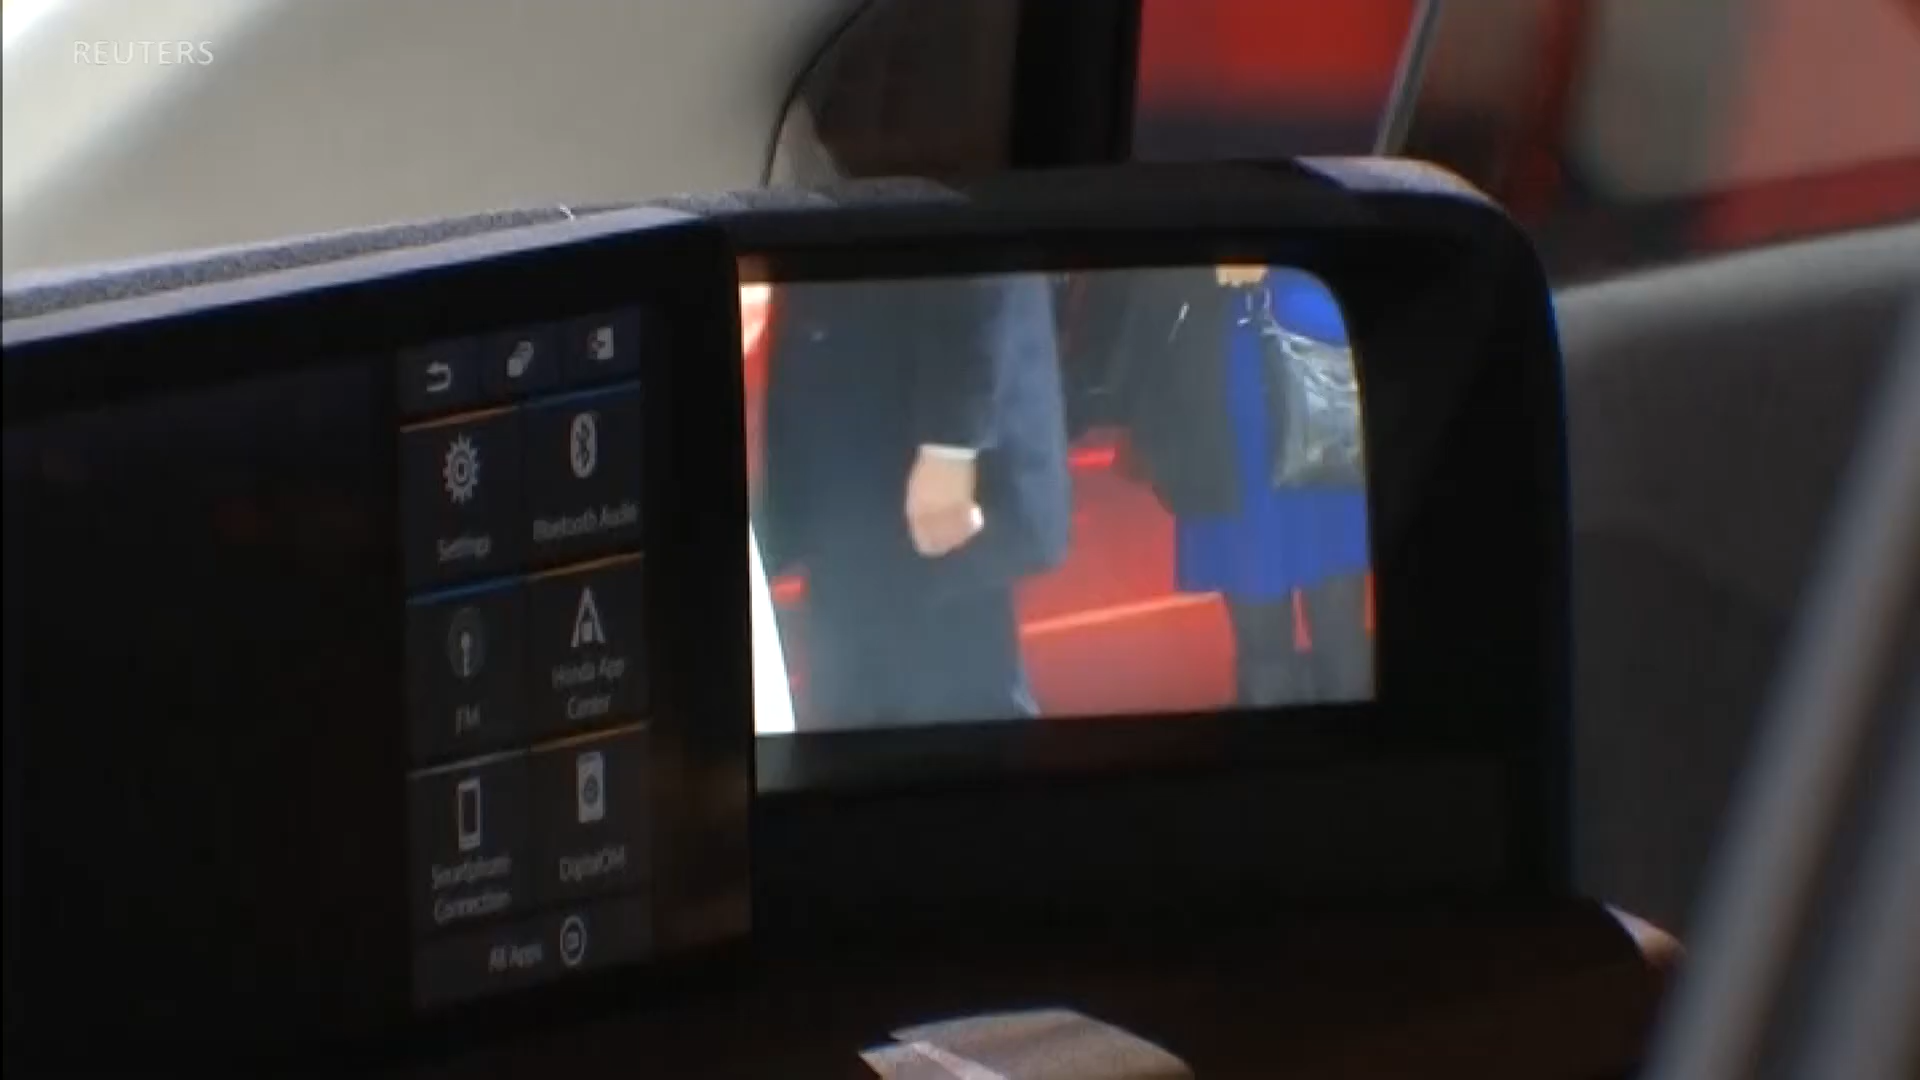 REUTERS
Settings
Bluetooth Audio
FM
Honda App
Center
Smartphone
Connection
All Apps